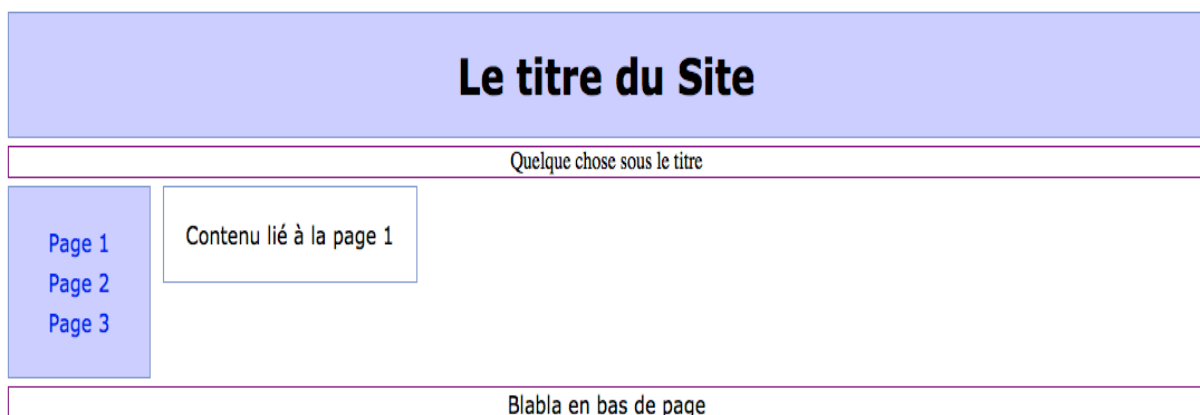 Le titre du Site
Quelque chose sous le titre
Page 1
Page 2
Page 3
Contenu lié à la page 1
Blabla en bas de page